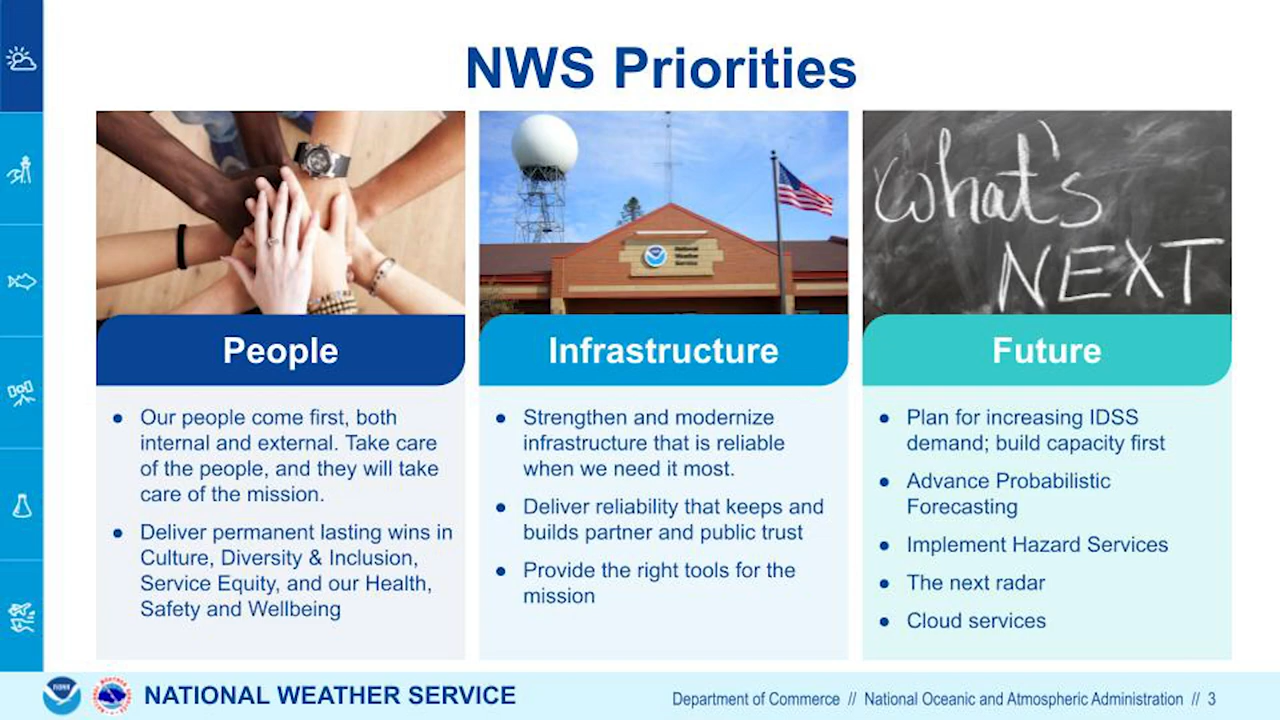 NWS Priorities
What's
NEXT
National
Weather
Service
People
Our people come first, both
internal and external. Take care
of the people, and they will take
care of the mission.
Deliver permanent lasting wins in
Culture, Diversity & Inclusion,
Service Equity, and our Health,
Safety and Wellbeing
Infrastructure
Strengthen and modernize
infrastructure that is reliable
when we need it most.
Deliver reliability that keeps and
builds partner and public trust
Provide the right tools for the
mission
Future
Plan for increasing IDSS
demand; build capacity first
Advance Probabilistic
Forecasting
Implement Hazard Services
The next radar
Cloud services
NATIONAL WEATHER SERVICE
Department of Commerce // National Oceanic and Atmospheric Administration // 3